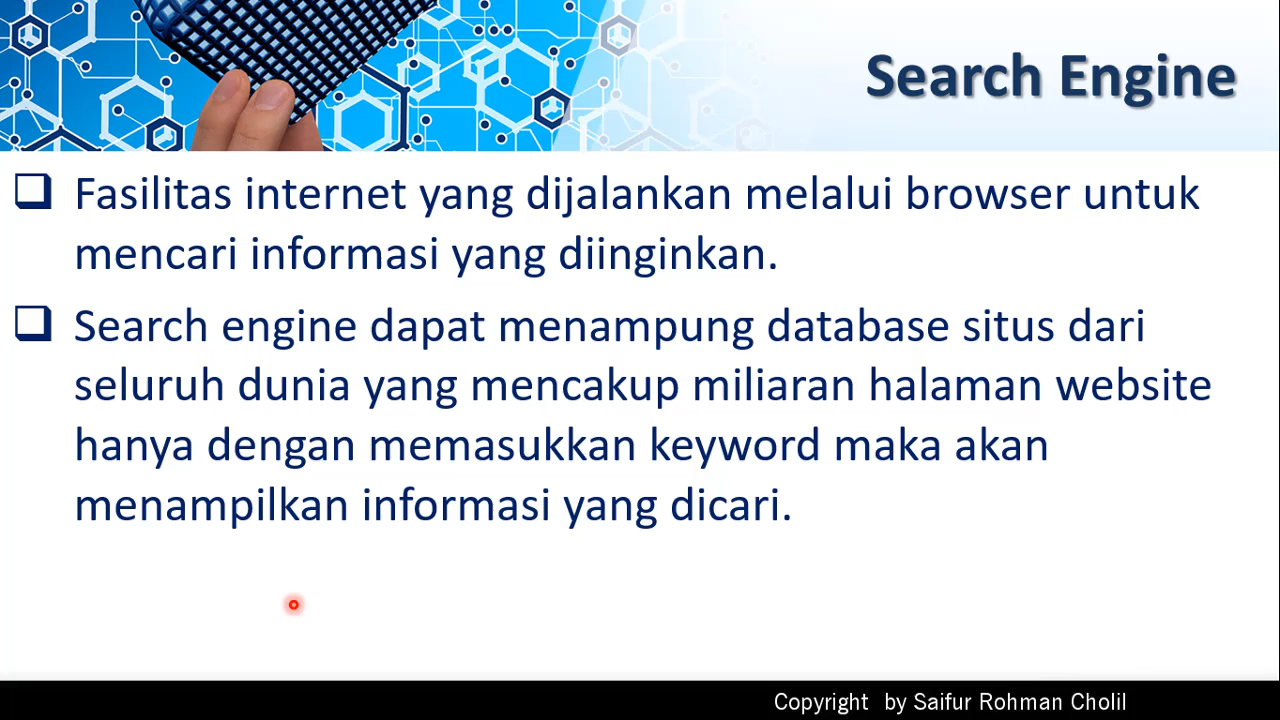 Search Engine
Fasilitas internet yang dijalankan melalui browser untuk
mencari informasi yang diinginkan.
Search engine dapat menampung database situs dari
seluruh dunia yang mencakup miliaran halaman website
hanya dengan memasukkan keyword maka akan
menampilkan informasi yang dicari.
Copyright by Saifur Rohman Cholil